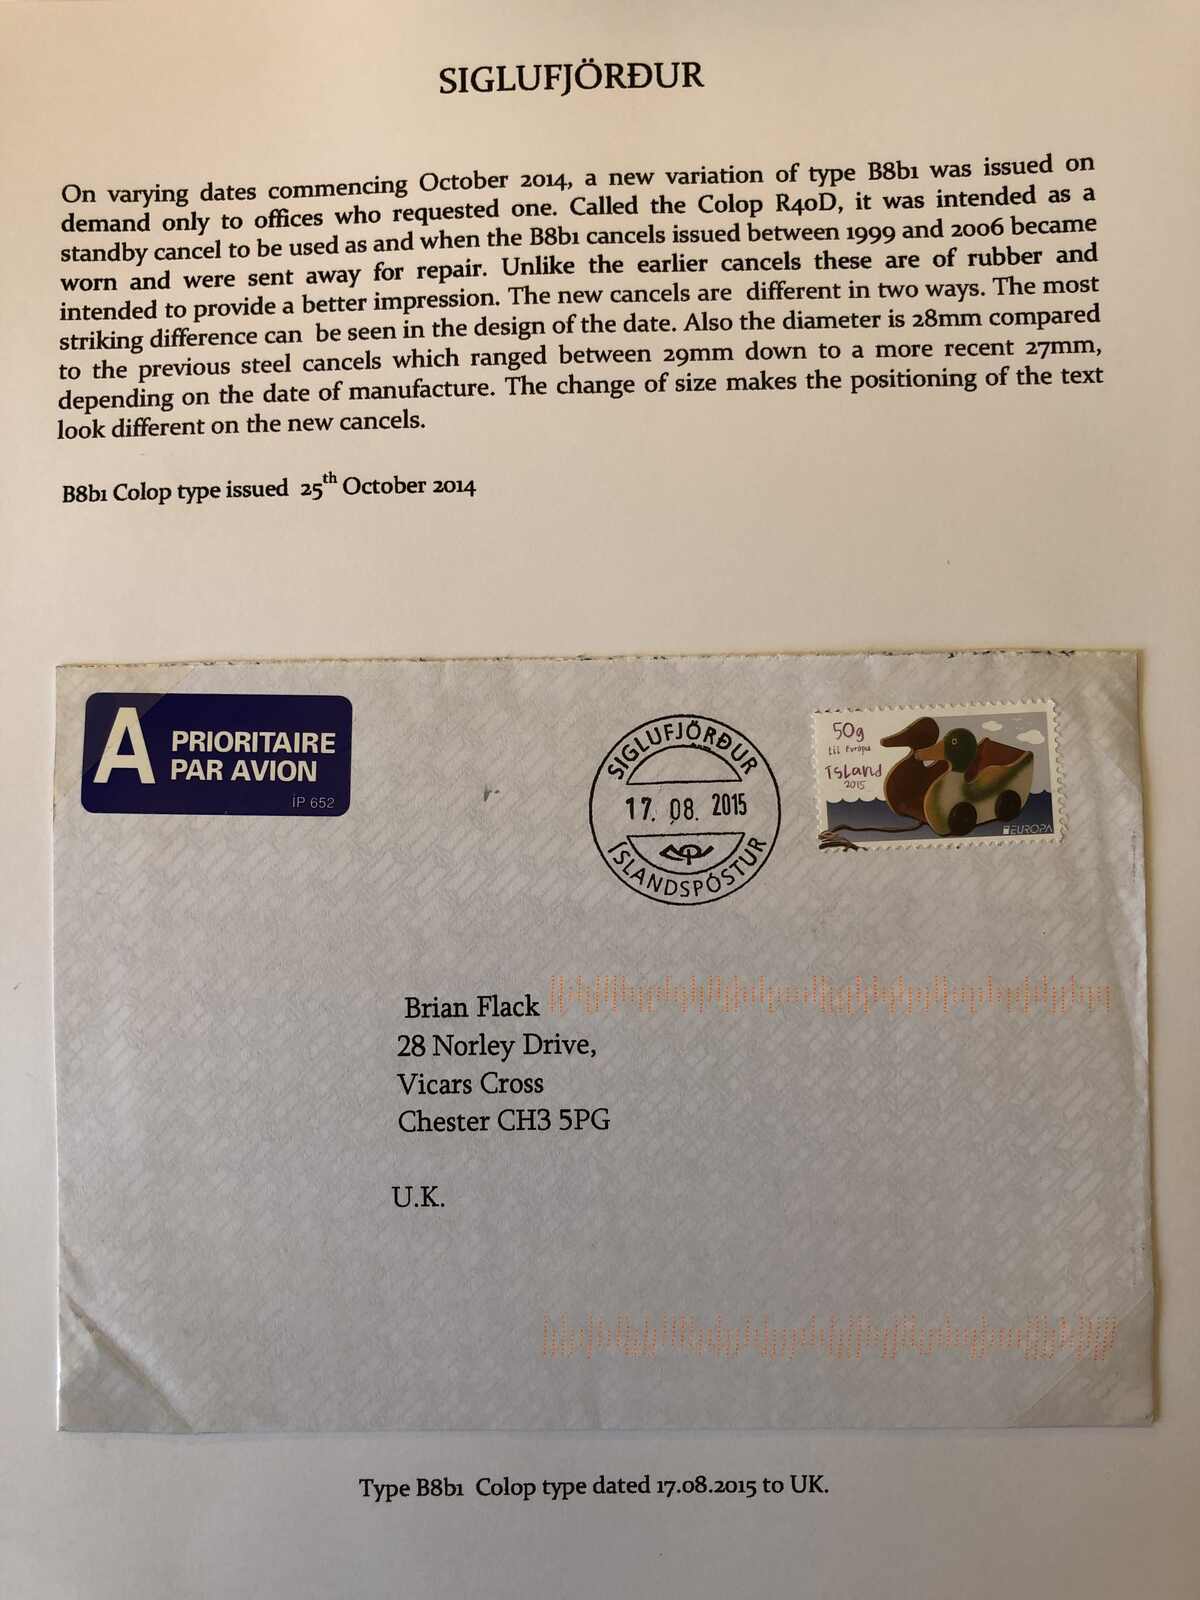 SIGLUFJÖRÐUR
On varying dates commencing October 2014, a new variation of type B8b1 was issued on
demand only to offices who requested one. Called the Colop R40D, it was intended as a
standby cancel to be used as and when the B8b1 cancels issued between 1999 and 2006 became
worn and were sent away for repair. Unlike the earlier cancels these are of rubber and
intended to provide a better impression. The new cancels are different in two ways. The most
striking difference can be seen in the design of the date. Also the diameter is 28mm compared
to the previous steel cancels which ranged between 29mm down to a more recent 27mm,
depending on the date of manufacture. The change of size makes the positioning of the text
look different on the new cancels.
B8b1 Colop type issued 25th October 2014
A PRIORITAIRE
PAR AVION
ÍP 652
SIGLUFJÖRÐUR
17. 08. 2015
ÍSLANDSPÓSTUR
50g
til Evrópu
Ísland
2015
EUROPA
Brian Flack
28 Norley Drive,
Vicars Cross
Chester CH3 5PG
U.K.
Type B8b1 Colop type dated 17.08.2015 to UK.